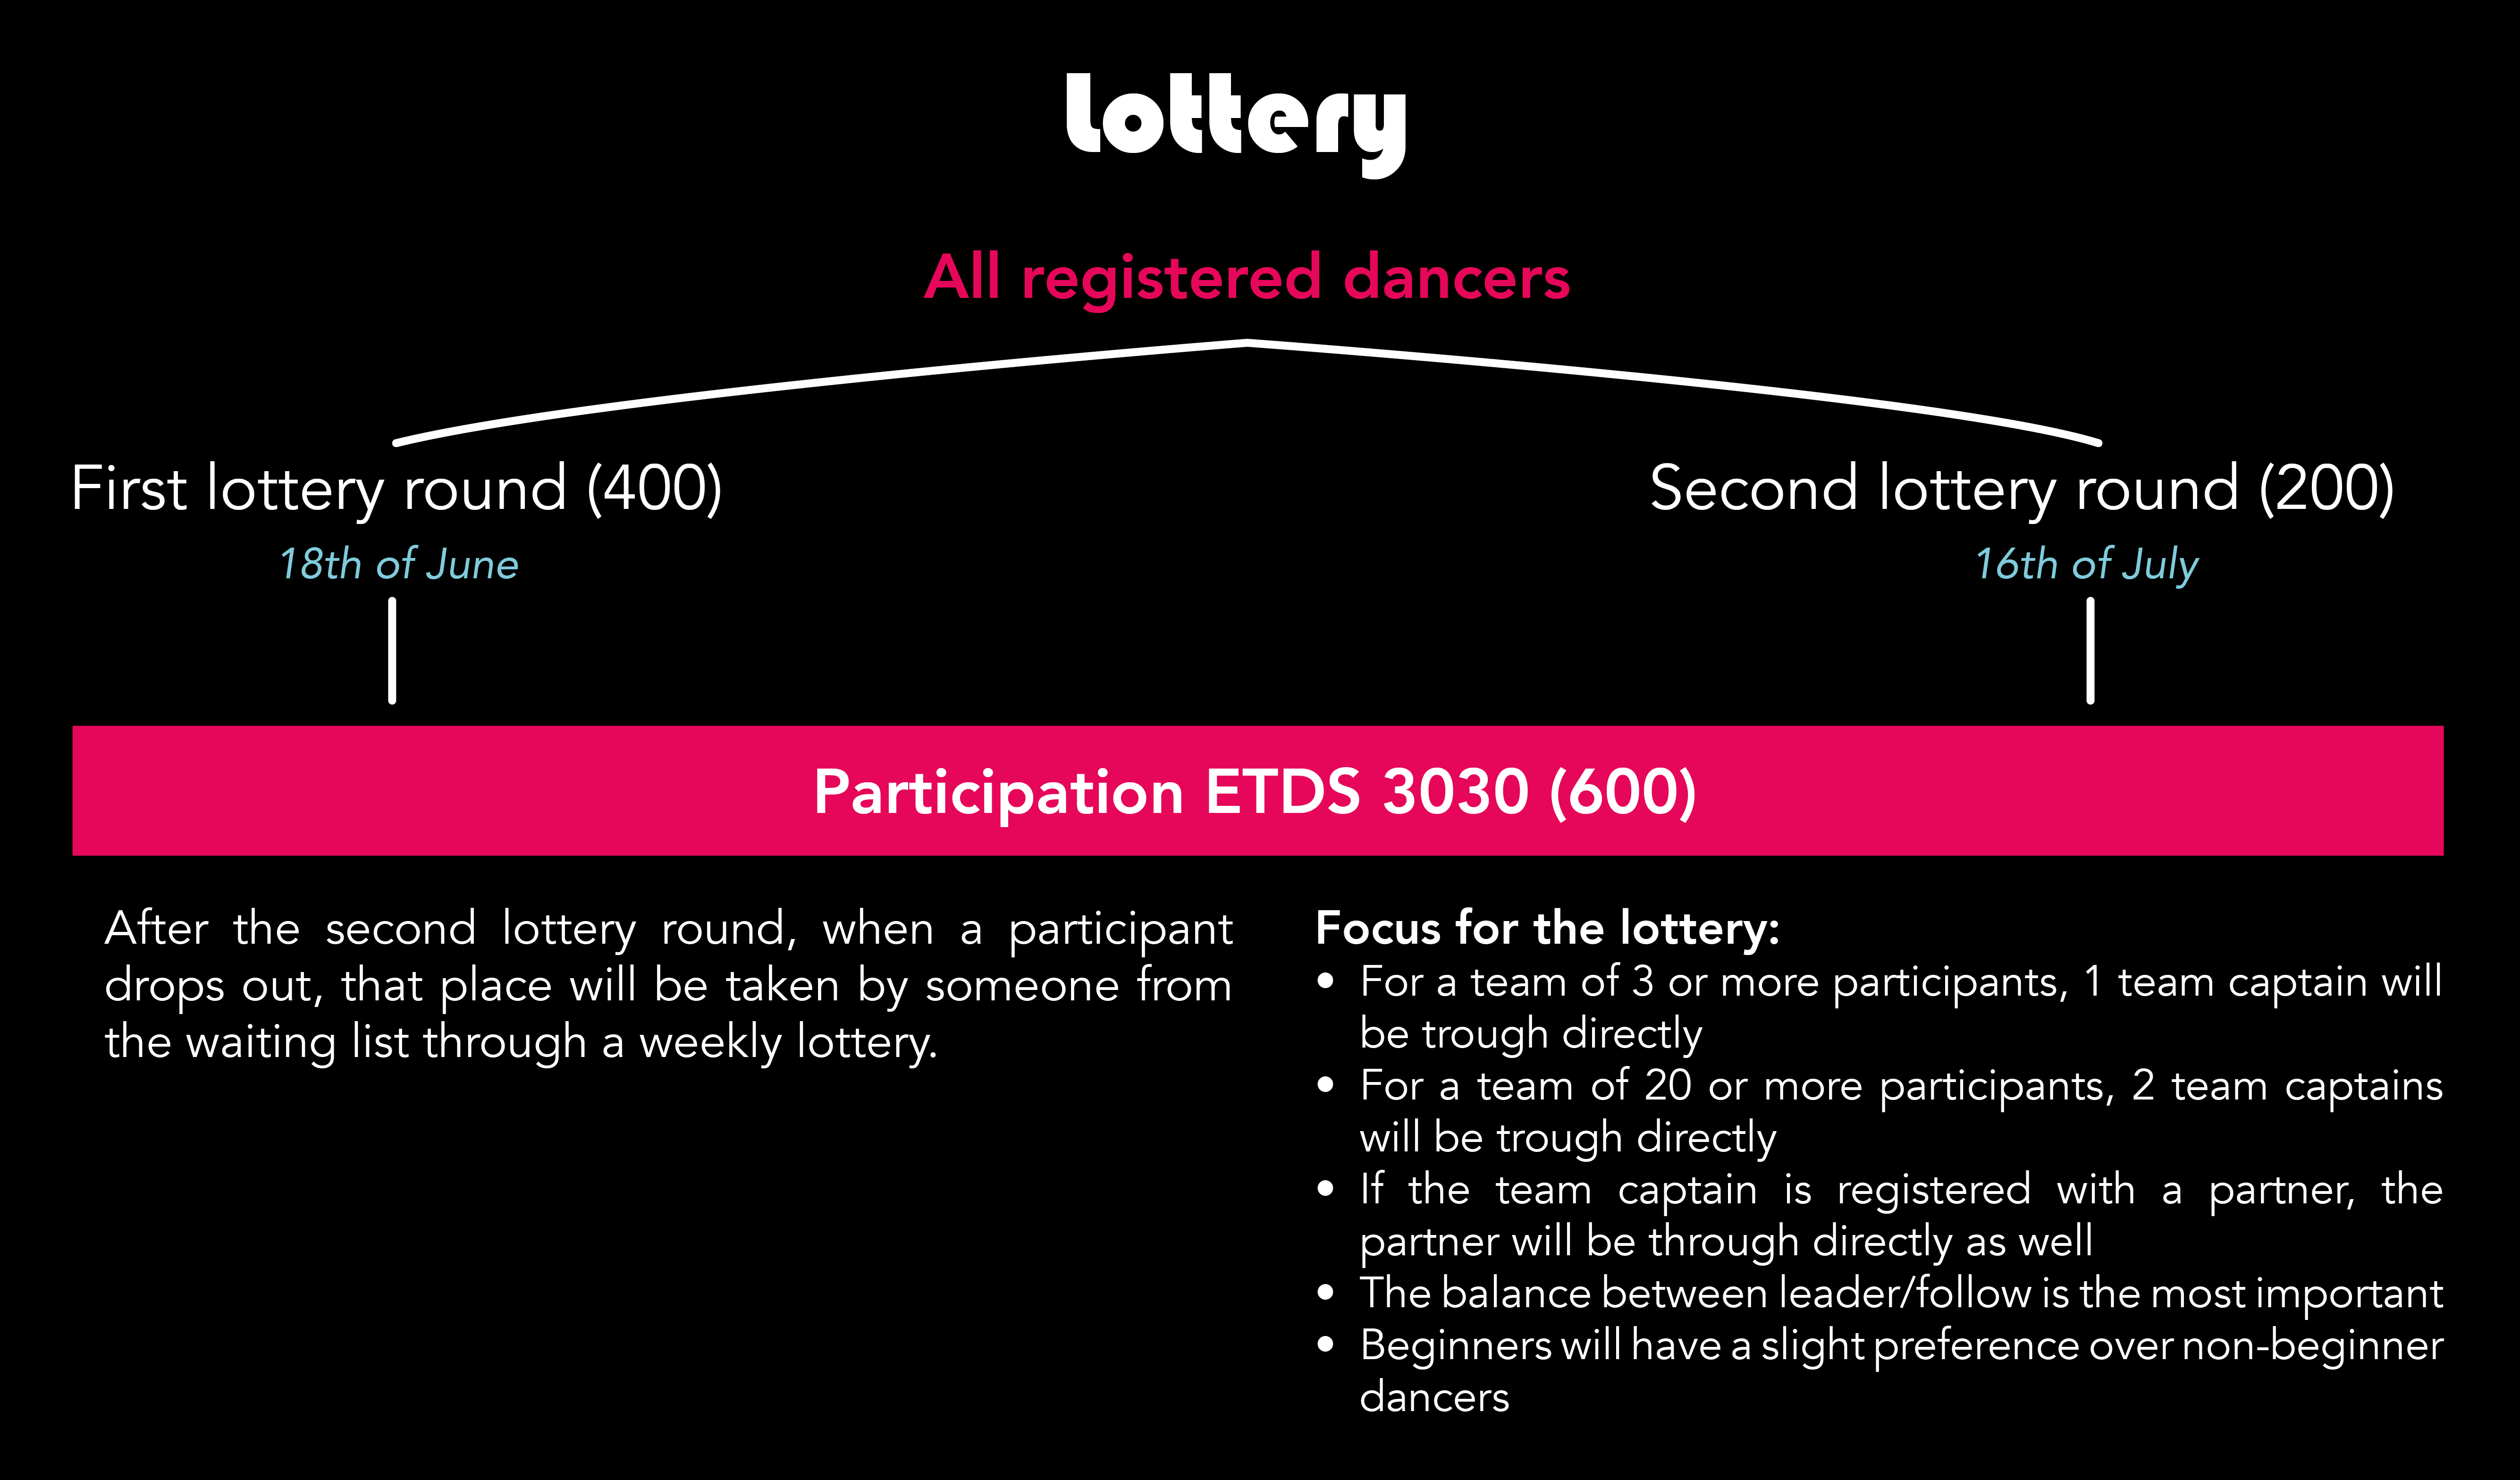 Lottery
All registered dancers
First lottery round (400)
18th of June
Second lottery round (200)
16th of July
Participation ETDS 3030 (600)
After the second lottery round, when a participant
drops out, that place will be taken by someone from
the waiting list through a weekly lottery.
Focus for the lottery:
• For a team of 3 or more participants, 1 team captain will
be trough directly
• For a team of 20 or more participants, 2 team captains
will be trough directly
• If the team captain is registered with a partner, the
partner will be through directly as well
• The balance between leader/follow is the most important
• Beginners will have a slight preference over non-beginner
dancers